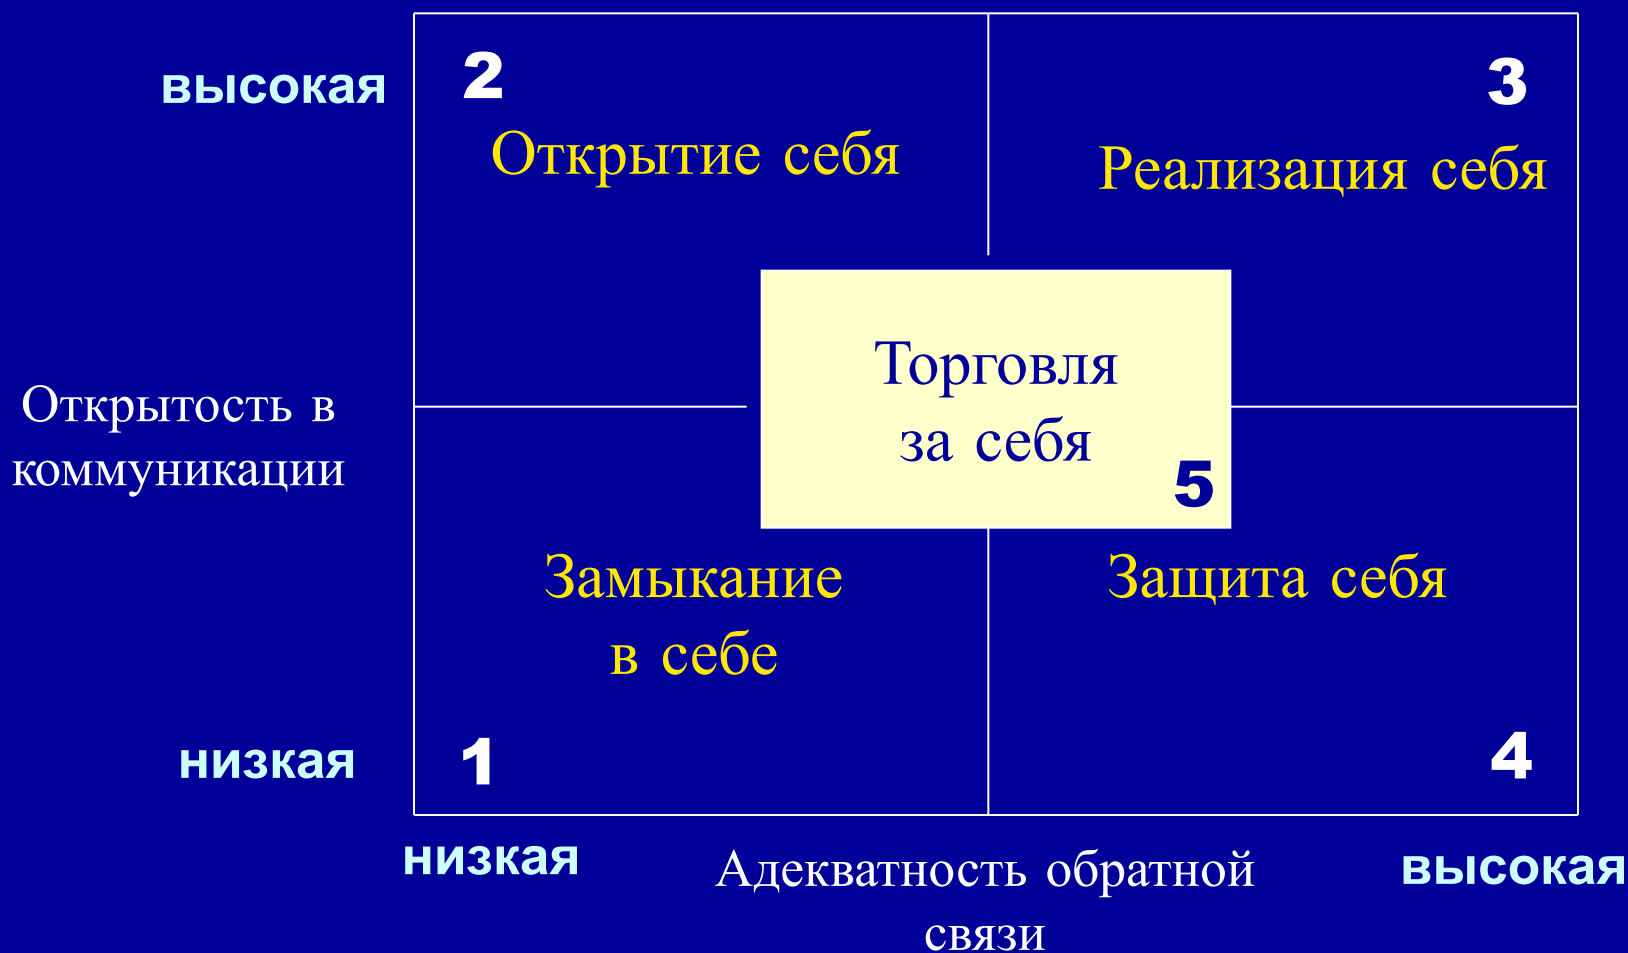 высокая
2
Открытие себя
3
Реализация себя
Открытость в
коммуникации
Торговля
за себя
5
Замыкание
в себе
Защита себя
низкая
1
4
низкая
Адекватность обратной
связи
высокая